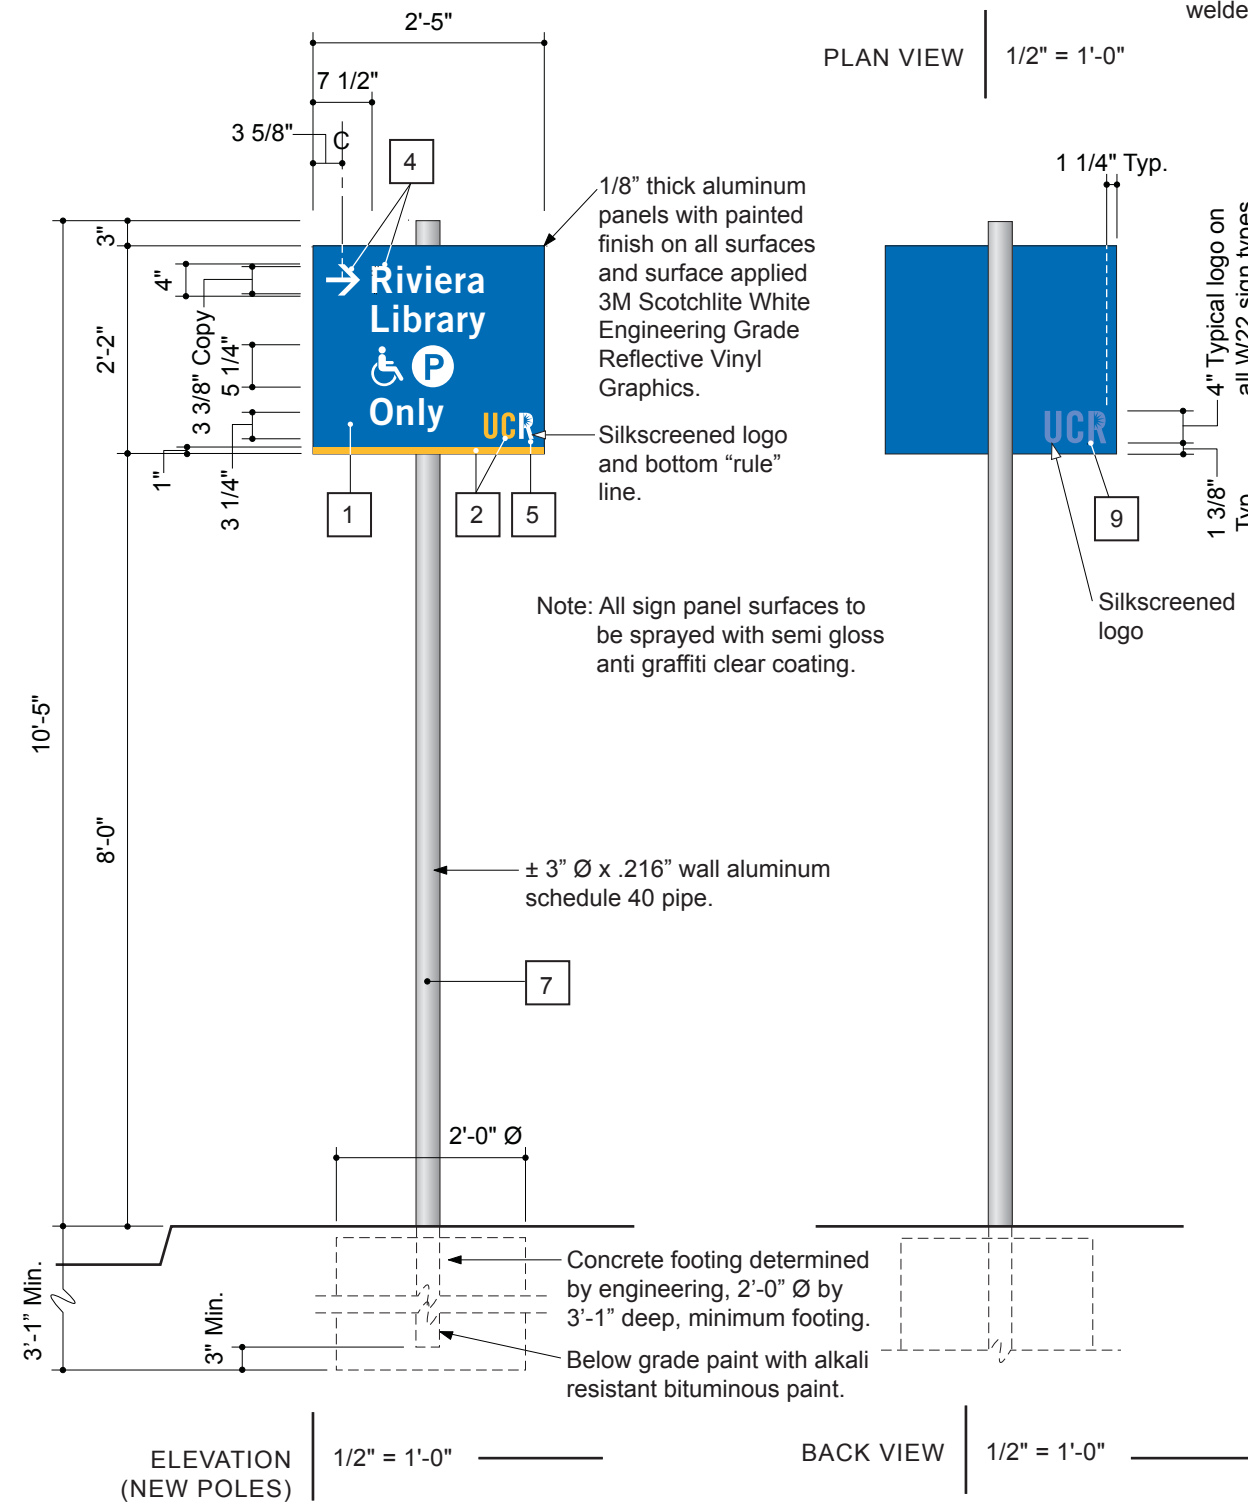 welde
PLAN VIEW
1/2" = 1'-0"
2'-5"
7 1/2"
3 5/8"
C
4
1/8” thick aluminum
panels with painted
finish on all surfaces
and surface applied
3M Scotchlite White
Engineering Grade
Reflective Vinyl
Graphics.
Silkscreened logo
and bottom “rule”
line.
Riviera
Library
P
Only
UCR
3"
4"
2'-2"
3 3/8" Copy
5 1/4"
1"
3 1/4"
1
2
5
1 1/4" Typ.
4" Typical logo on
all W22 sign types
UCR
1 3/8"
Typ.
9
Silkscreened
logo
Note: All sign panel surfaces to
be sprayed with semi gloss
anti graffiti clear coating.
10'-5"
8'-0"
± 3” Ø x .216” wall aluminum
schedule 40 pipe.
7
2'-0" Ø
3'-1” Min.
3" Min.
Concrete footing determined
by engineering, 2’-0” Ø by
3’-1” deep, minimum footing.
Below grade paint with alkali
resistant bituminous paint.
ELEVATION
(NEW POLES)
1/2" = 1'-0"
BACK VIEW
1/2" = 1'-0"